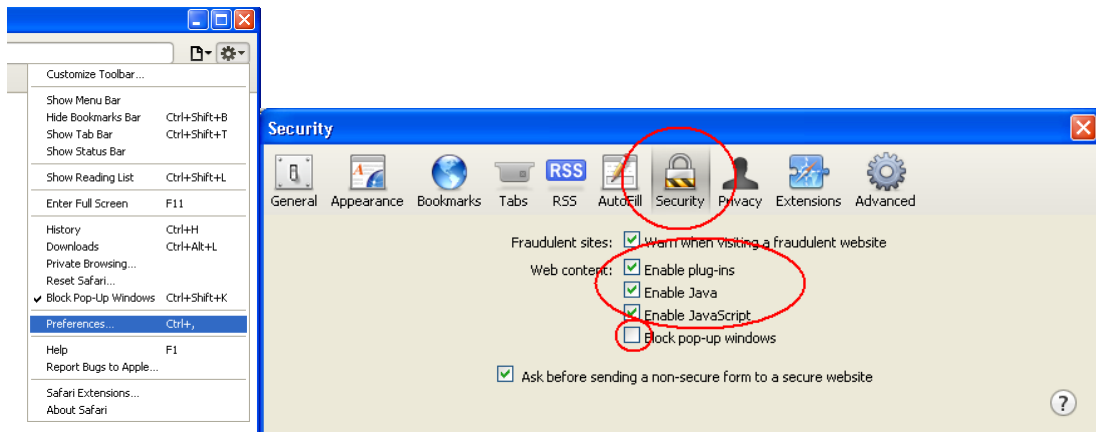 Customize Toolbar...
Show Menu Bar
Hide Bookmarks Bar Ctrl+Shift+B
Show Tab Bar Ctrl+Shift+T
Show Status Bar
Show Reading List Ctrl+Shift+L
Enter Full Screen F11
History Ctrl+H
Downloads Ctrl+Alt+L
Private Browsing...
Reset Safari...
Block Pop-Up Windows Ctrl+Shift+K
Preferences... Ctrl+,
Help F1
Report Bugs to Apple...
Safari Extensions...
About Safari
Security
RSS
General Appearance Bookmarks Tabs RSS AutoFill Security Privacy Extensions Advanced
Fraudulent sites: Warn when visiting a fraudulent website
Web content: Enable plug-ins
Enable Java
Enable JavaScript
Block pop-up windows
Ask before sending a non-secure form to a secure website
?